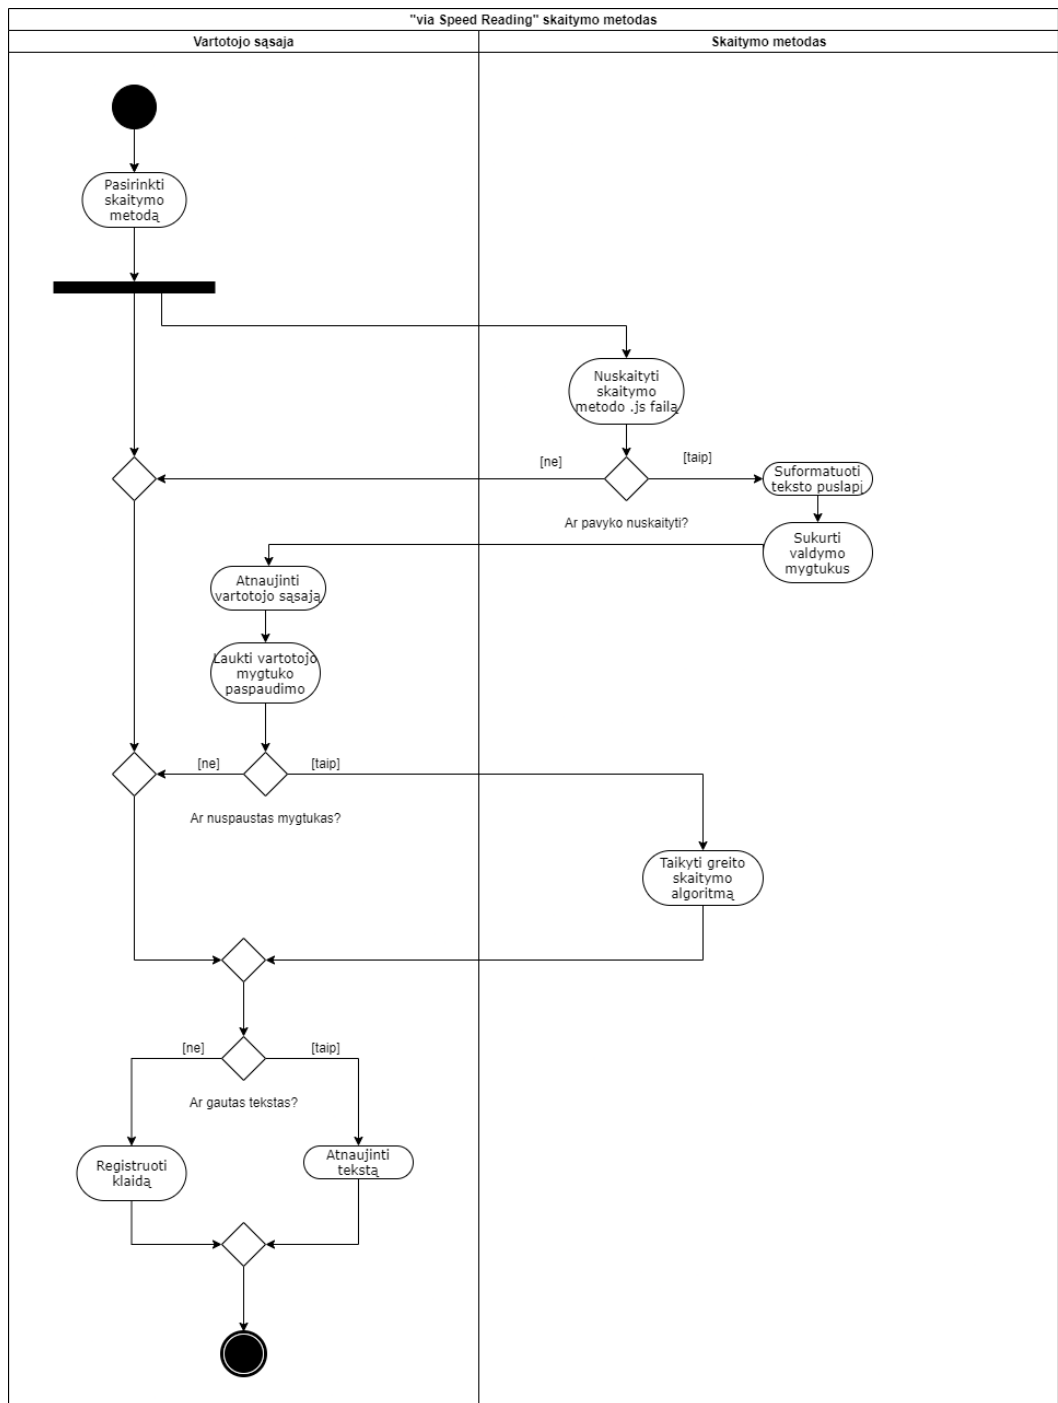 "via Speed Reading" skaitymo metodas
Vartotojo sąsaja
Skaitymo metodas
Pasirinkti
skaitymo
metodą
Nuskaityti
skaitymo
metodo .js failą
[ne]
[taip]
Suformatuoti
teksto puslapį
Ar pavyko nuskaityti?
Sukurti
valdymo
mygtukus
Atnaujinti
vartotojo sąsają
Laukti vartotojo
mygtuko
paspaudimo
[ne]
[taip]
Ar nuspaustas mygtukas?
Taikyti greito
skaitymo
algoritmą
[ne]
[taip]
Ar gautas tekstas?
Registruoti
klaidą
Atnaujinti
tekstą